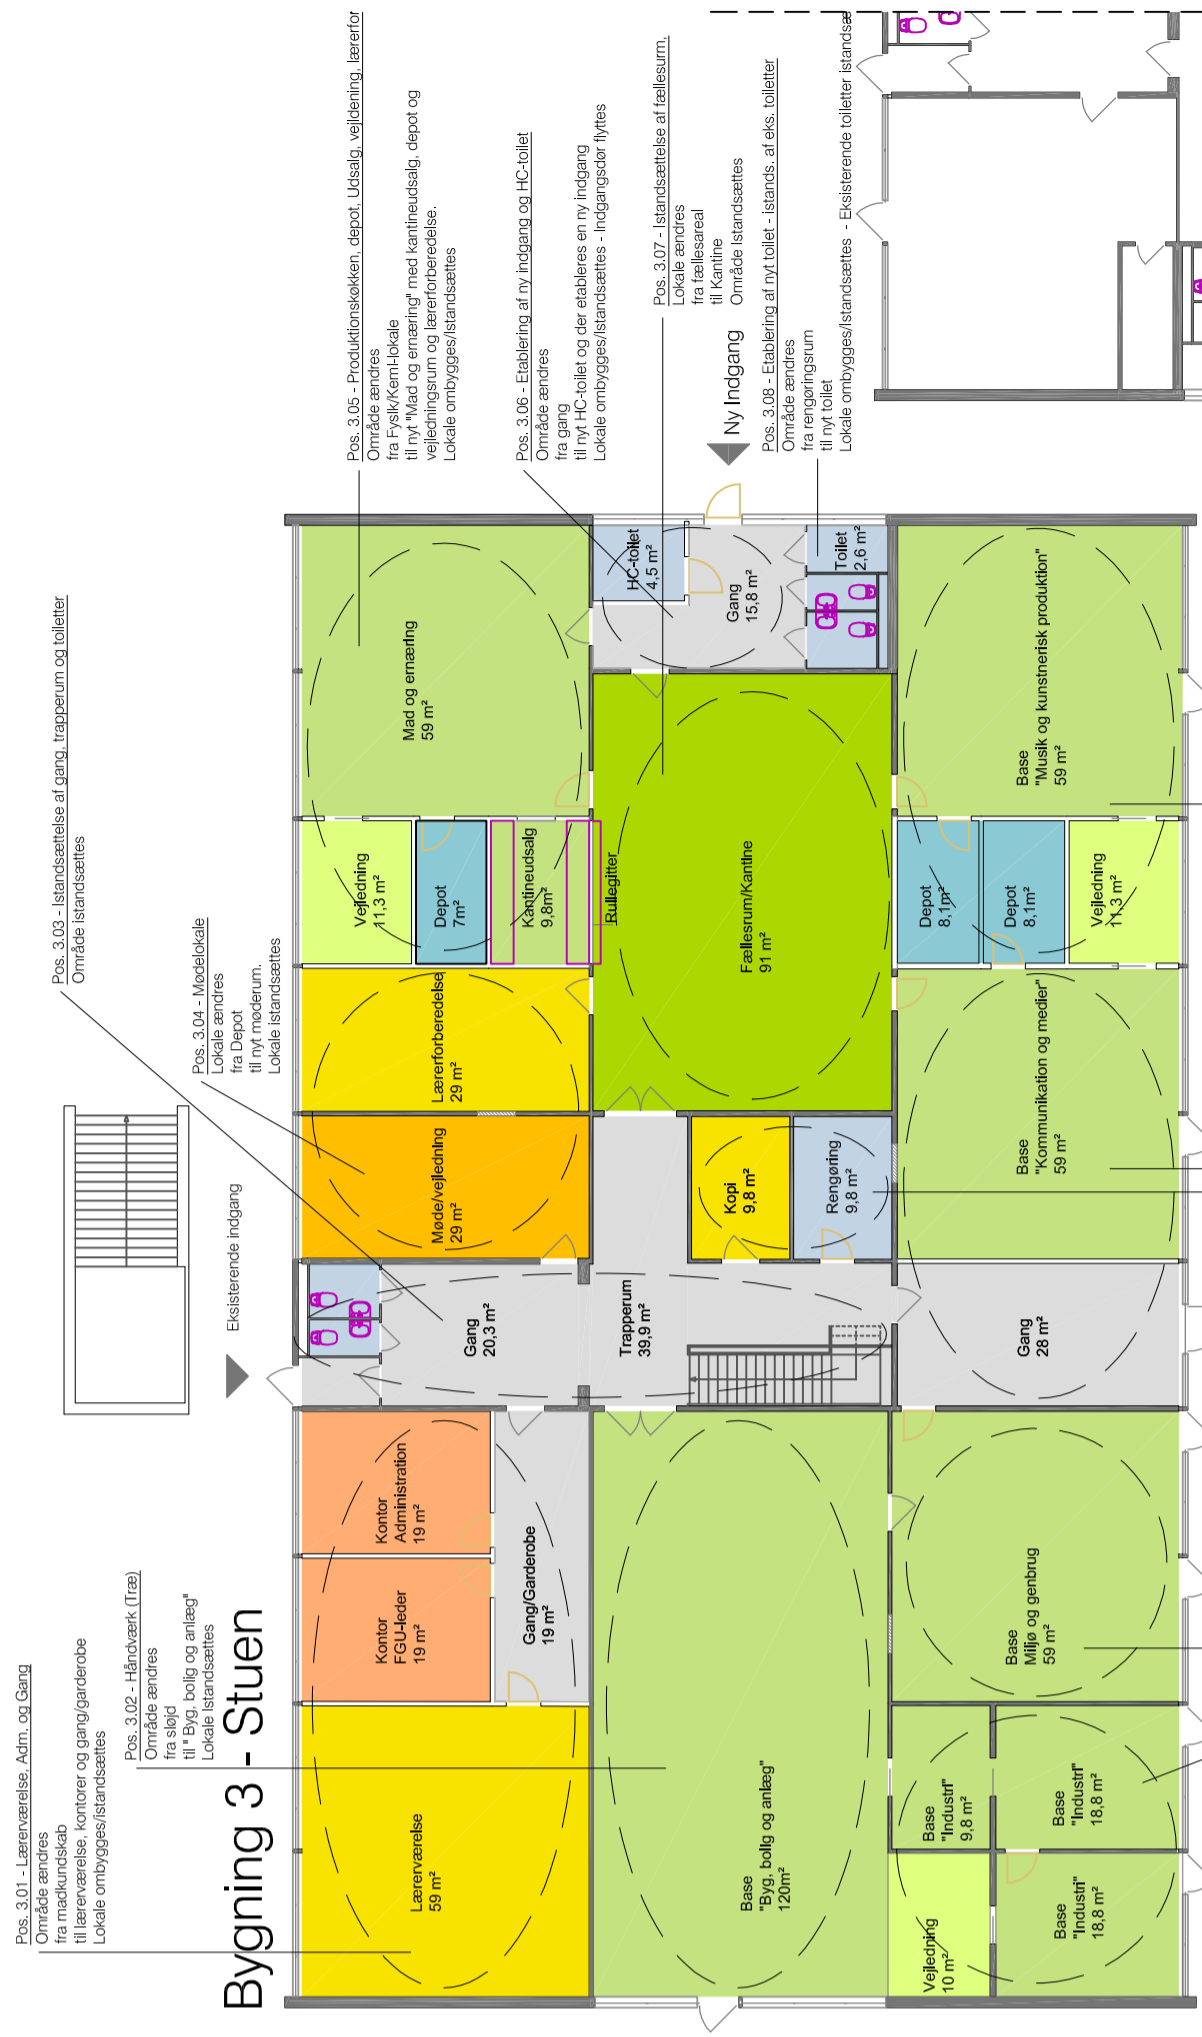 Bygning 3 - Stuen
Pos. 3.01 - Lærerværelse, Adm. og Gang
Område ændres
fra madkundskab
til lærerværelse, kontorer og gang/garderobe
Lokale ombygges/istandsættes
Pos. 3.02 - Håndværk (Træ)
Område ændres
fra sløjd
til " Byg, bolig og anlæg"
Lokale Istandsættes
Pos. 3.03 - Istandsættelse af gang, trapperum og toiletter
Område istandsættes
Pos. 3.04 - Mødelokale
Lokale ændres
fra Depot
til nyt møderum.
Lokale istandsættes
Pos. 3.05 - Produktionskøkken, depot, Udsalg, vejldening, lærerfor
Område ændres
fra Fysik/Kemi-lokale
til nyt "Mad og ernæring" med kantineudsalg, depot og
vejledningsrum og lærerforberedelse.
Lokale ombygges/Istandsættes
Pos. 3.06 - Etablering af ny indgang og HC-toilet
Område ændres
fra gang
til nyt HC-toilet og der etableres en ny indgang
Lokale ombygges/Istandsættes - Indgangsdør flyttes
Pos. 3.07 - Istandsættelse af fællesurm,
Lokale ændres
fra fællesareal
til Kantine
Område Istandsættes
Pos. 3.08 - Etablering af nyt toilet - istands. af eks. toiletter
Område ændres
fra rengøringsrum
til nyt toilet
Lokale ombygges/Istandsættes - Eksisterende toiletter istandsæ
Eksisterende indgang
Ny Indgang
Lærerværelse
59 m²
Kontor
FGU-leder
19 m²
Kontor
Administration
19 m²
Gang/Garderobe
19 m²
Gang
20,3 m²
Møde/vejledning
29 m²
Lærerforberedelse
29 m²
Vejledning
11,3 m²
Depot
7m²
Kantineudsalg
9,8m²
Rullegitter
Mad og ernæring
59 m²
HC-toilet
4,5 m²
Gang
15,8 m²
Toilet
2,6 m²
Base
"Byg, bolig og anlæg"
120m²
Trapperum
39,9 m²
Kopi
9,8 m²
Rengøring
9,8 m²
Fællesrum/Kantine
91 m²
Vejledning
10 m²
Base
"Industri"
9,8 m²
Base
"Industri"
18,8 m²
Base
"Industri"
18,8 m²
Base
Miljø og genbrug
59 m²
Gang
28 m²
Base
"Kommunikation og medier"
59 m²
Depot
8,1m²
Depot
8,1m²
Vejledning
11,3 m²
Base
"Musik og kunstnerisk produktion"
59 m²